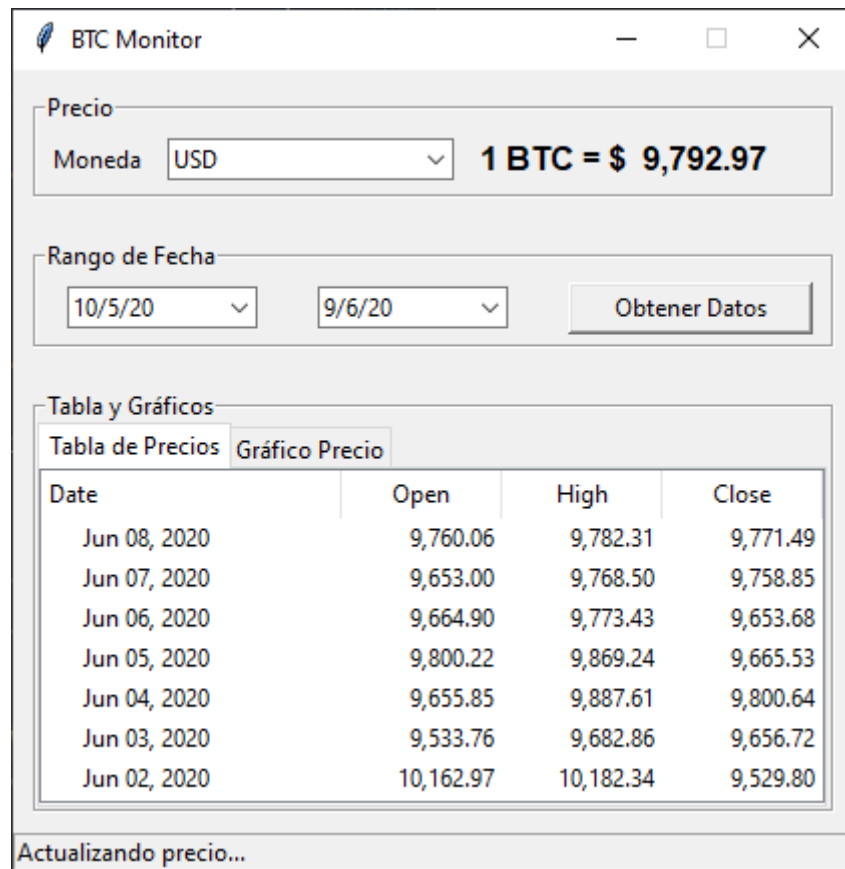 BTC Monitor
Precio
Moneda USD 1 BTC = $ 9,792.97
Rango de Fecha
10/5/20 9/6/20 Obtener Datos
Tabla y Gráficos
Tabla de Precios Gráfico Precio
Date Open High Close
Jun 08, 2020 9,760.06 9,782.31 9,771.49
Jun 07, 2020 9,653.00 9,768.50 9,758.85
Jun 06, 2020 9,664.90 9,773.43 9,653.68
Jun 05, 2020 9,800.22 9,869.24 9,665.53
Jun 04, 2020 9,655.85 9,887.61 9,800.64
Jun 03, 2020 9,533.76 9,682.86 9,656.72
Jun 02, 2020 10,162.97 10,182.34 9,529.80
Actualizando precio...